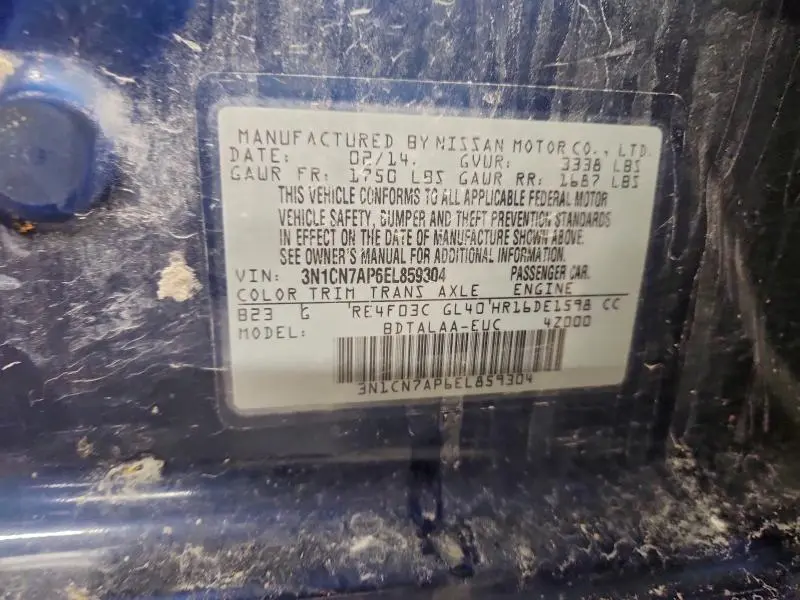 MANUFACTURED BY NISSAN MOTOR CO., LTD.
DATE: 02/14. GVWR: 3338 LBS
GAWR FR: 1750 LBS GAWR RR: 1687 LBS
THIS VEHICLE CONFORMS TO ALL APPLICABLE FEDERAL MOTOR
VEHICLE SAFETY, BUMPER AND THEFT PREVENTION STANDARDS
IN EFFECT ON THE DATE OF MANUFACTURE SHOWN ABOVE.
SEE OWNER'S MANUAL FOR ADDITIONAL INFORMATION.
VIN: 3N1CN7AP6EL859304 PASSENGER CAR.
COLOR TRIM TRANS AXLE ENGINE
B23 G RE4F03C GL40 HR16DE1598 CC
MODEL: BDTALAA-EUC 4Z000
3N1CN7AP6EL859304